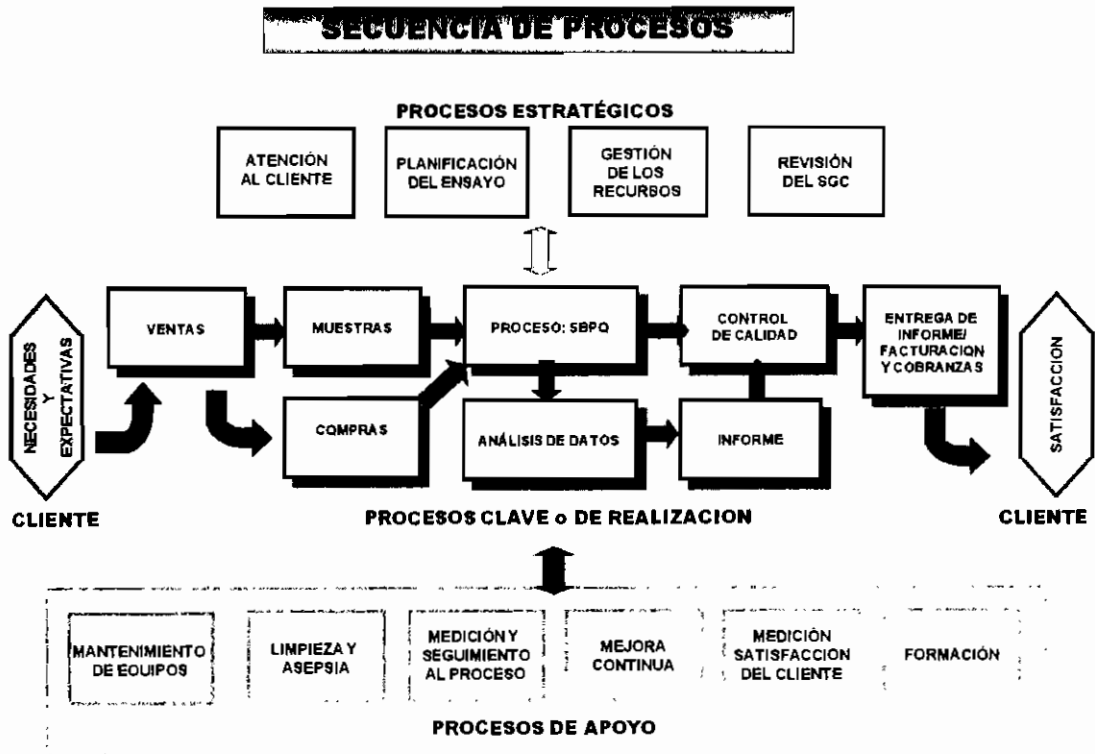 SECUENCIA DE PROCESOS
PROCESOS ESTRATÉGICOS
ATENCIÓN
AL CLIENTE
PLANIFICACIÓN
DEL ENSAYO
GESTIÓN
DE LOS
RECURSOS
REVISIÓN
DEL SGC
NECESIDADES
Y
EXPECTATIVAS
VENTAS
MUESTRAS
PROCESO: SBPQ
CONTROL
DE CALIDAD
ENTREGA DE
INFORME/
FACTURACION
Y COBRANZAS
SATISFACCION
COMPRAS
ANÁLISIS DE DATOS
INFORME
CLIENTE
PROCESOS CLAVE o DE REALIZACION
CLIENTE
MANTENIMIENTO
DE EQUIPOS
LIMPIEZA Y
ASEPSIA
MEDICIÓN Y
SEGUIMIENTO
AL PROCESO
MEJORA
CONTINUA
MEDICIÓN
SATISFACCION
DEL CLIENTE
FORMACIÓN
PROCESOS DE APOYO